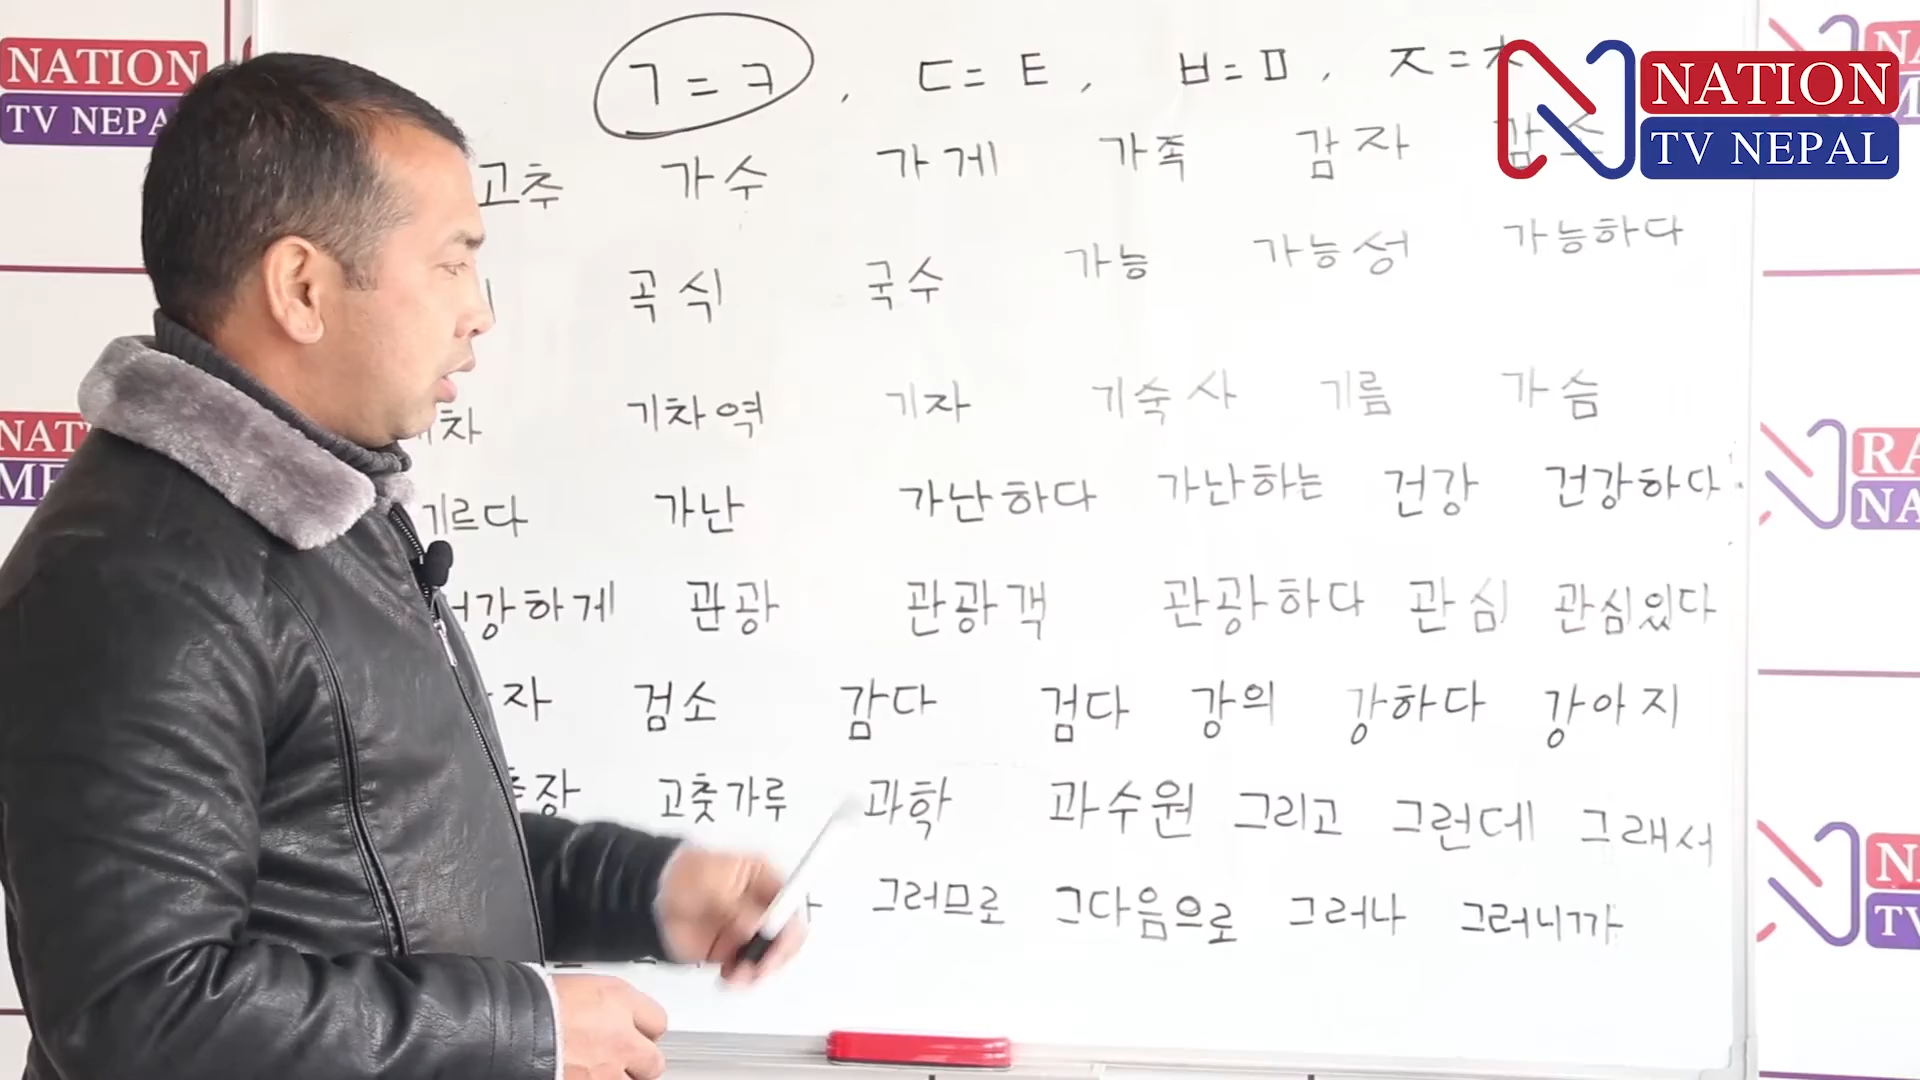 ㄱ=ㅋ, ㄷ=ㅌ, ㅂ=ㅍ, ㅈ=ㅊ
고추 가수 가게 가족 감자
곡식 국수 가능 가능성 가능하다
기차역 기자 기숙사 기름 가슴
기르다 가난 가난하다 가난하는 건강 건강하다
강하게 관광 관광객 관광하다 관심 관심있다
자 검소 감다 검다 강의 강하다 강아지
장 고춧가루 과학 과수원 그리고 그런데 그래서
그러므로 그다음으로 그러나 그러니까
NATION
TV NEPAL
NATION
TV NEPA